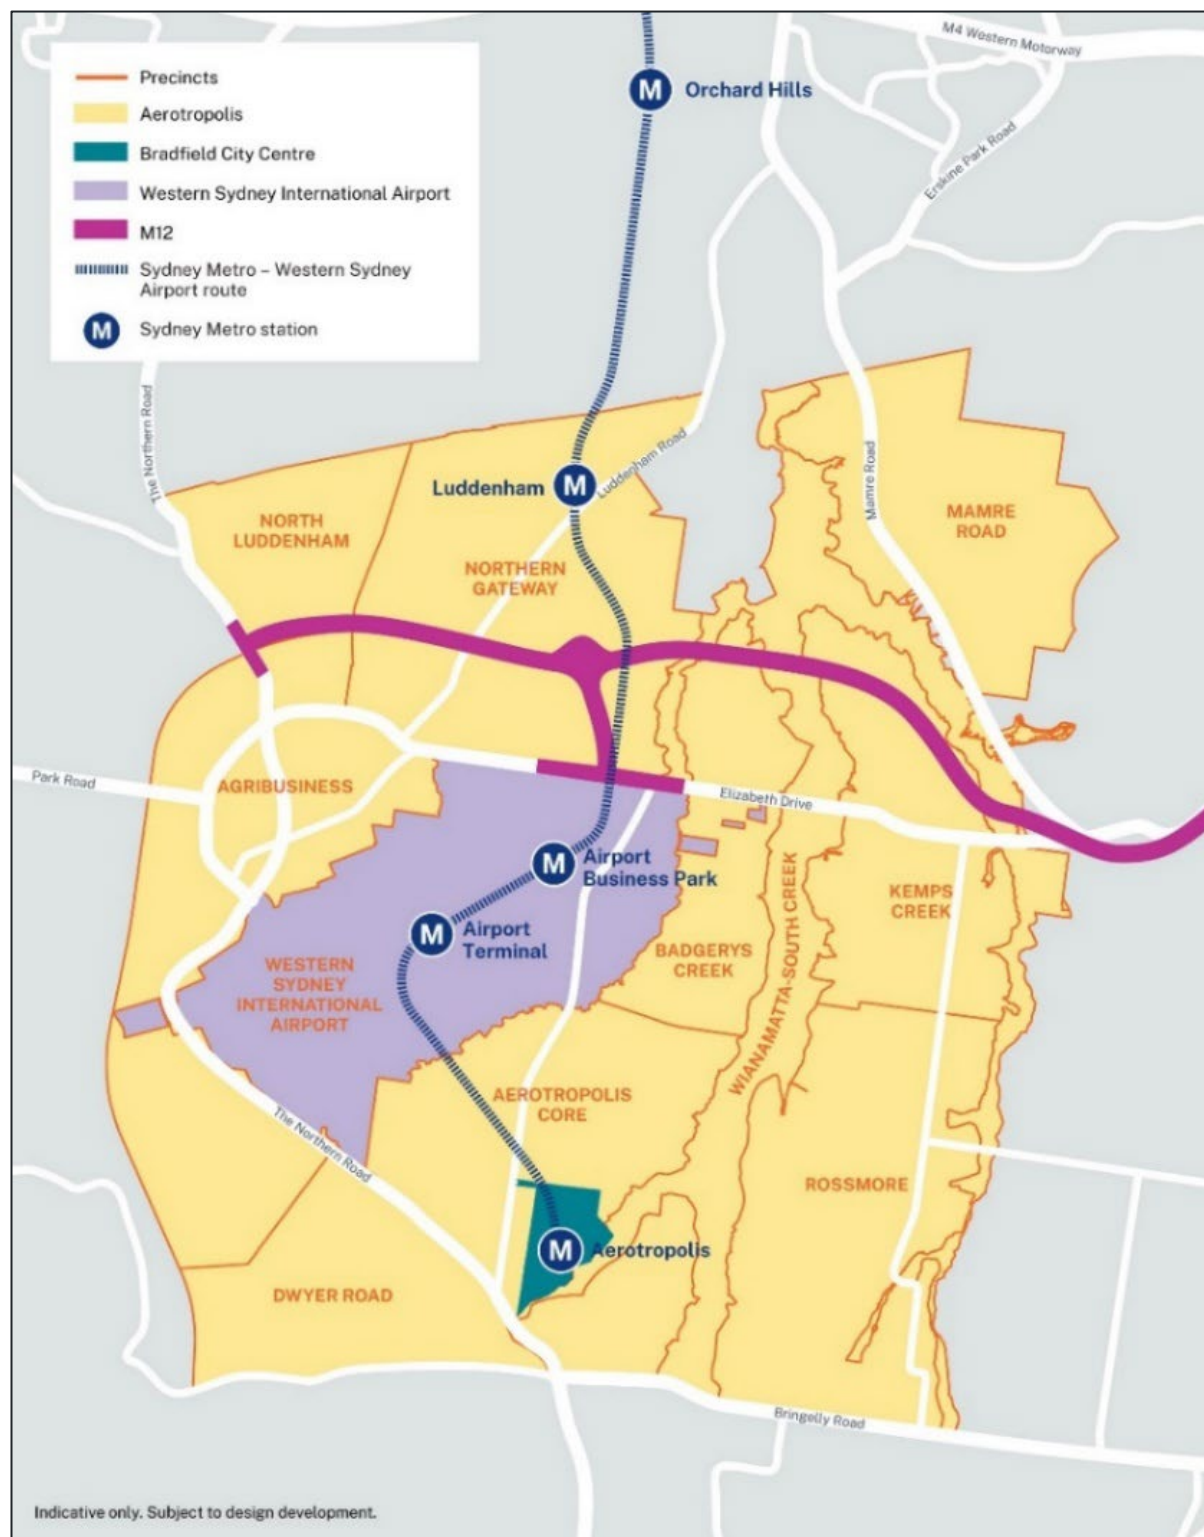 Precincts
Aerotropolis
Bradfield City Centre
Western Sydney International Airport
M12
Sydney Metro – Western Sydney
Airport route
M
Sydney Metro station
M4 Western Motorway
M
Orchard Hills
Erskine Park Road
The Northern Road
Luddenham
M
Luddenham Road
Mamre Road
MAMRE
ROAD
NORTH
LUDDENHAM
NORTHERN
GATEWAY
Park Road
AGRIBUSINESS
Elizabeth Drive
M
Airport
Business Park
KEMPS
CREEK
M
Airport
Terminal
BADGERYS
CREEK
WIANAMATTA-SOUTH CREEK
WESTERN
SYDNEY
INTERNATIONAL
AIRPORT
AEROTROPOLIS
CORE
The Northern Road
ROSSMORE
M
Aerotropolis
DWYER ROAD
Bringelly Road
Indicative only. Subject to design development.